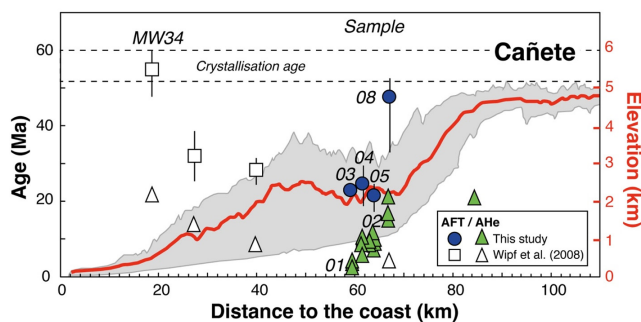 Sample
MW34
Cañete
Crystallisation age
60
40
20
0
Age (Ma)
6
5
4
3
2
1
0
Elevation (km)
08
04
03
05
02
01
AFT / AHe
This study
Wipf et al. (2008)
0
20
40
60
80
100
Distance to the coast (km)